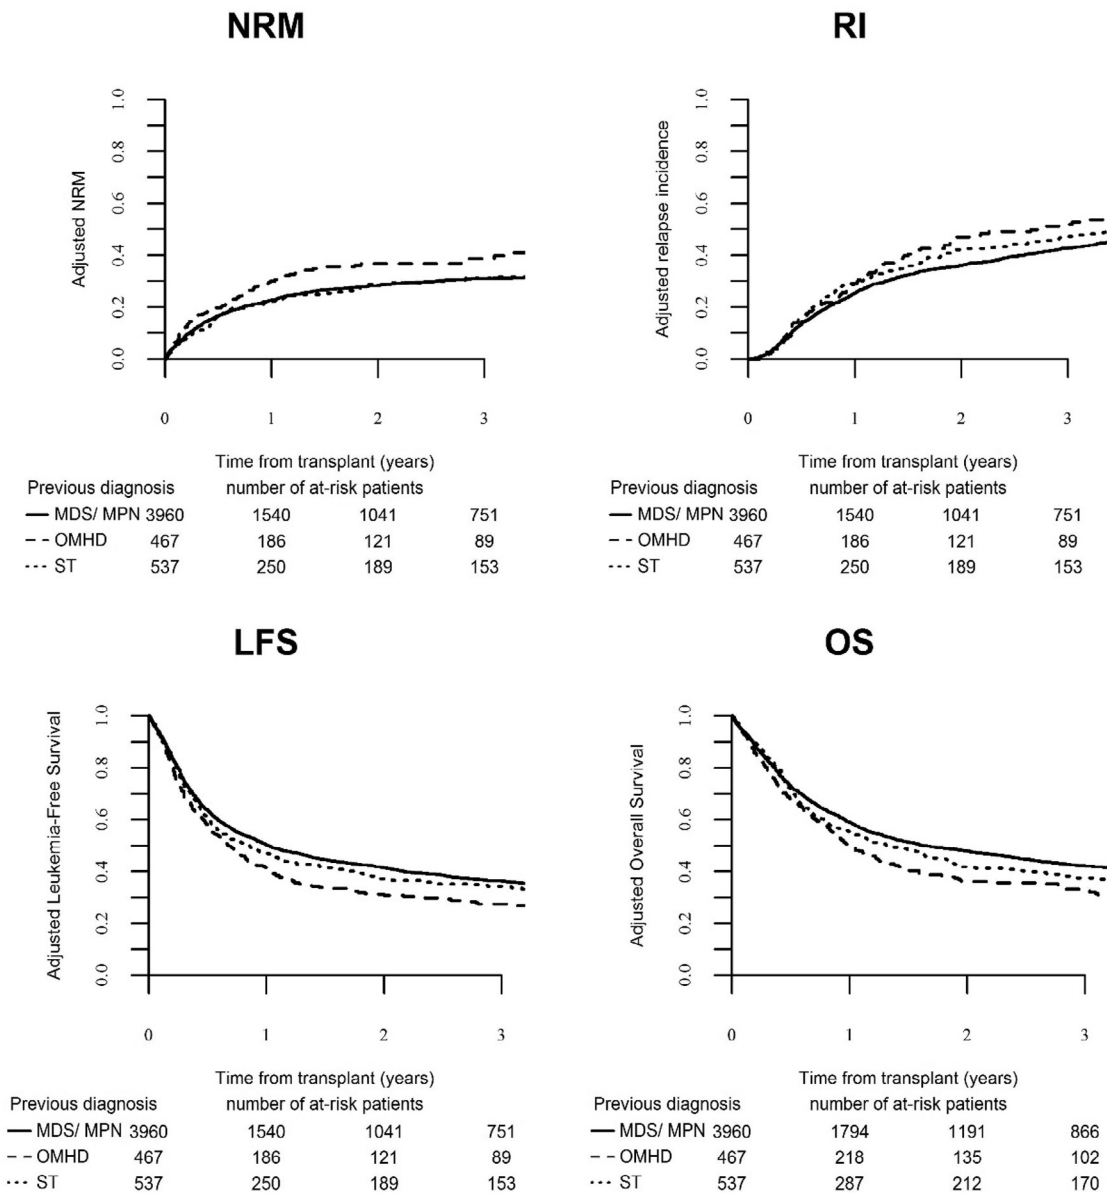 NRM
Adjusted NRM
1.0
0.8
0.6
0.4
0.2
0.0
0 1 2 3
Time from transplant (years)
Previous diagnosis number of at-risk patients
MDS/ MPN 3960 1540 1041 751
OMHD 467 186 121 89
ST 537 250 189 153
RI
Adjusted relapse incidence
1.0
0.8
0.6
0.4
0.2
0.0
0 1 2 3
Time from transplant (years)
Previous diagnosis number of at-risk patients
MDS/ MPN 3960 1540 1041 751
OMHD 467 186 121 89
ST 537 250 189 153
LFS
Adjusted Leukemia-Free Survival
1.0
0.8
0.6
0.4
0.2
0.0
0 1 2 3
Time from transplant (years)
Previous diagnosis number of at-risk patients
MDS/ MPN 3960 1540 1041 751
OMHD 467 186 121 89
ST 537 250 189 153
OS
Adjusted Overall Survival
1.0
0.8
0.6
0.4
0.2
0.0
0 1 2 3
Time from transplant (years)
Previous diagnosis number of at-risk patients
MDS/ MPN 3960 1794 1191 866
OMHD 467 218 135 102
ST 537 287 212 170